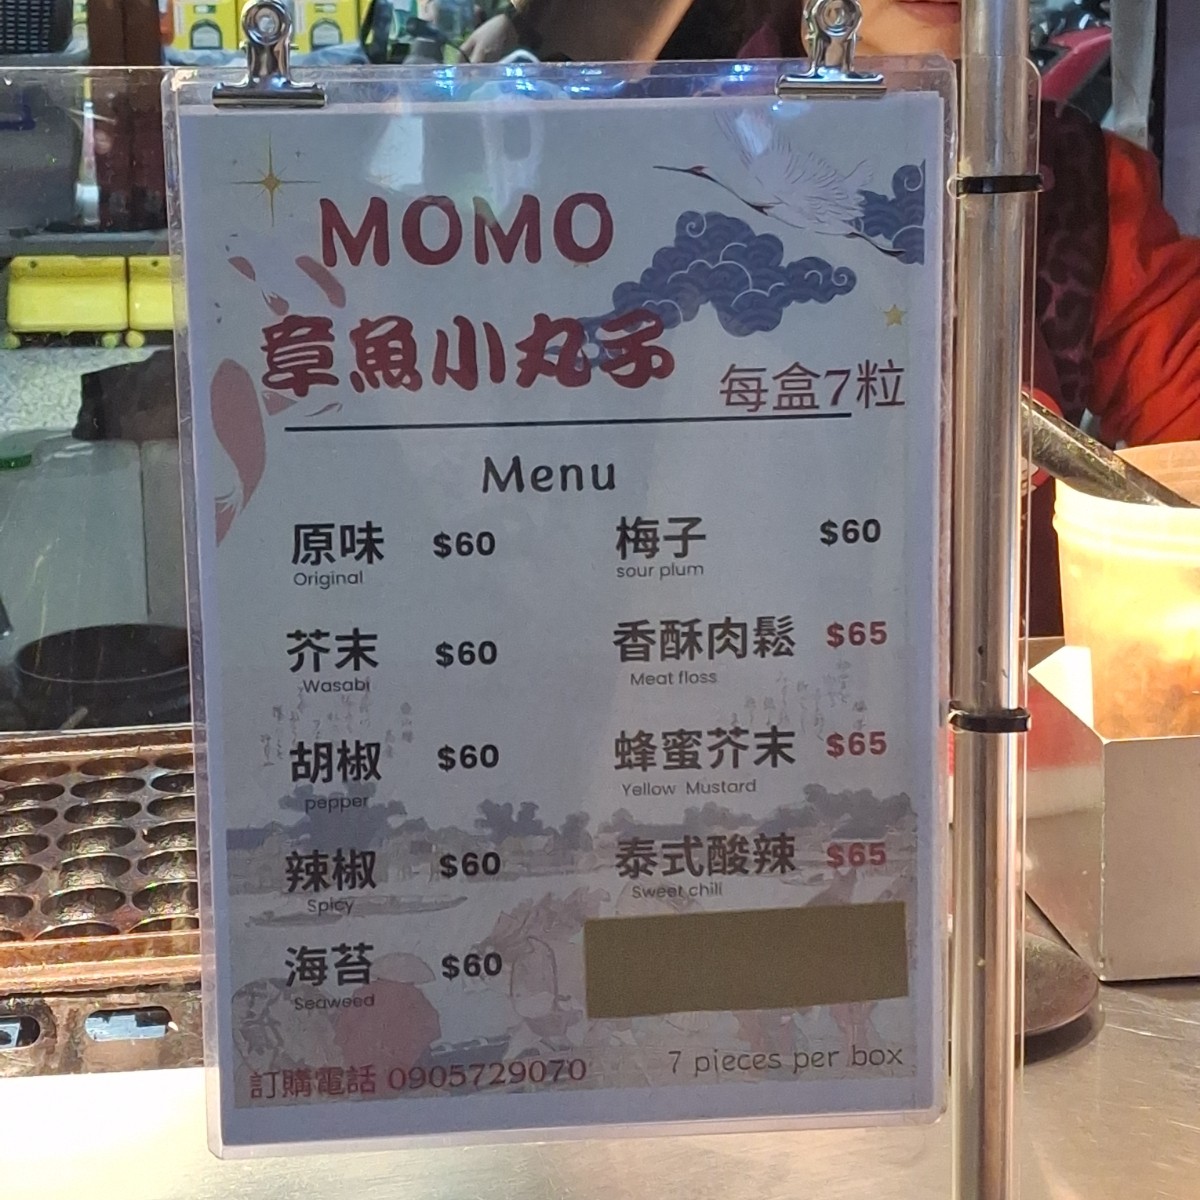 MOMO
章魚小丸子
每盒7粒
Menu
原味 $60
Original
芥末 $60
Wasabi
胡椒 $60
pepper
辣椒 $60
Spicy
海苔 $60
Seaweed
梅子 $60
sour plum
香酥肉鬆 $65
Meat floss
蜂蜜芥末 $65
Yellow Mustard
泰式酸辣 $65
Sweet chili
訂購電話 0905729070
7 pieces per box